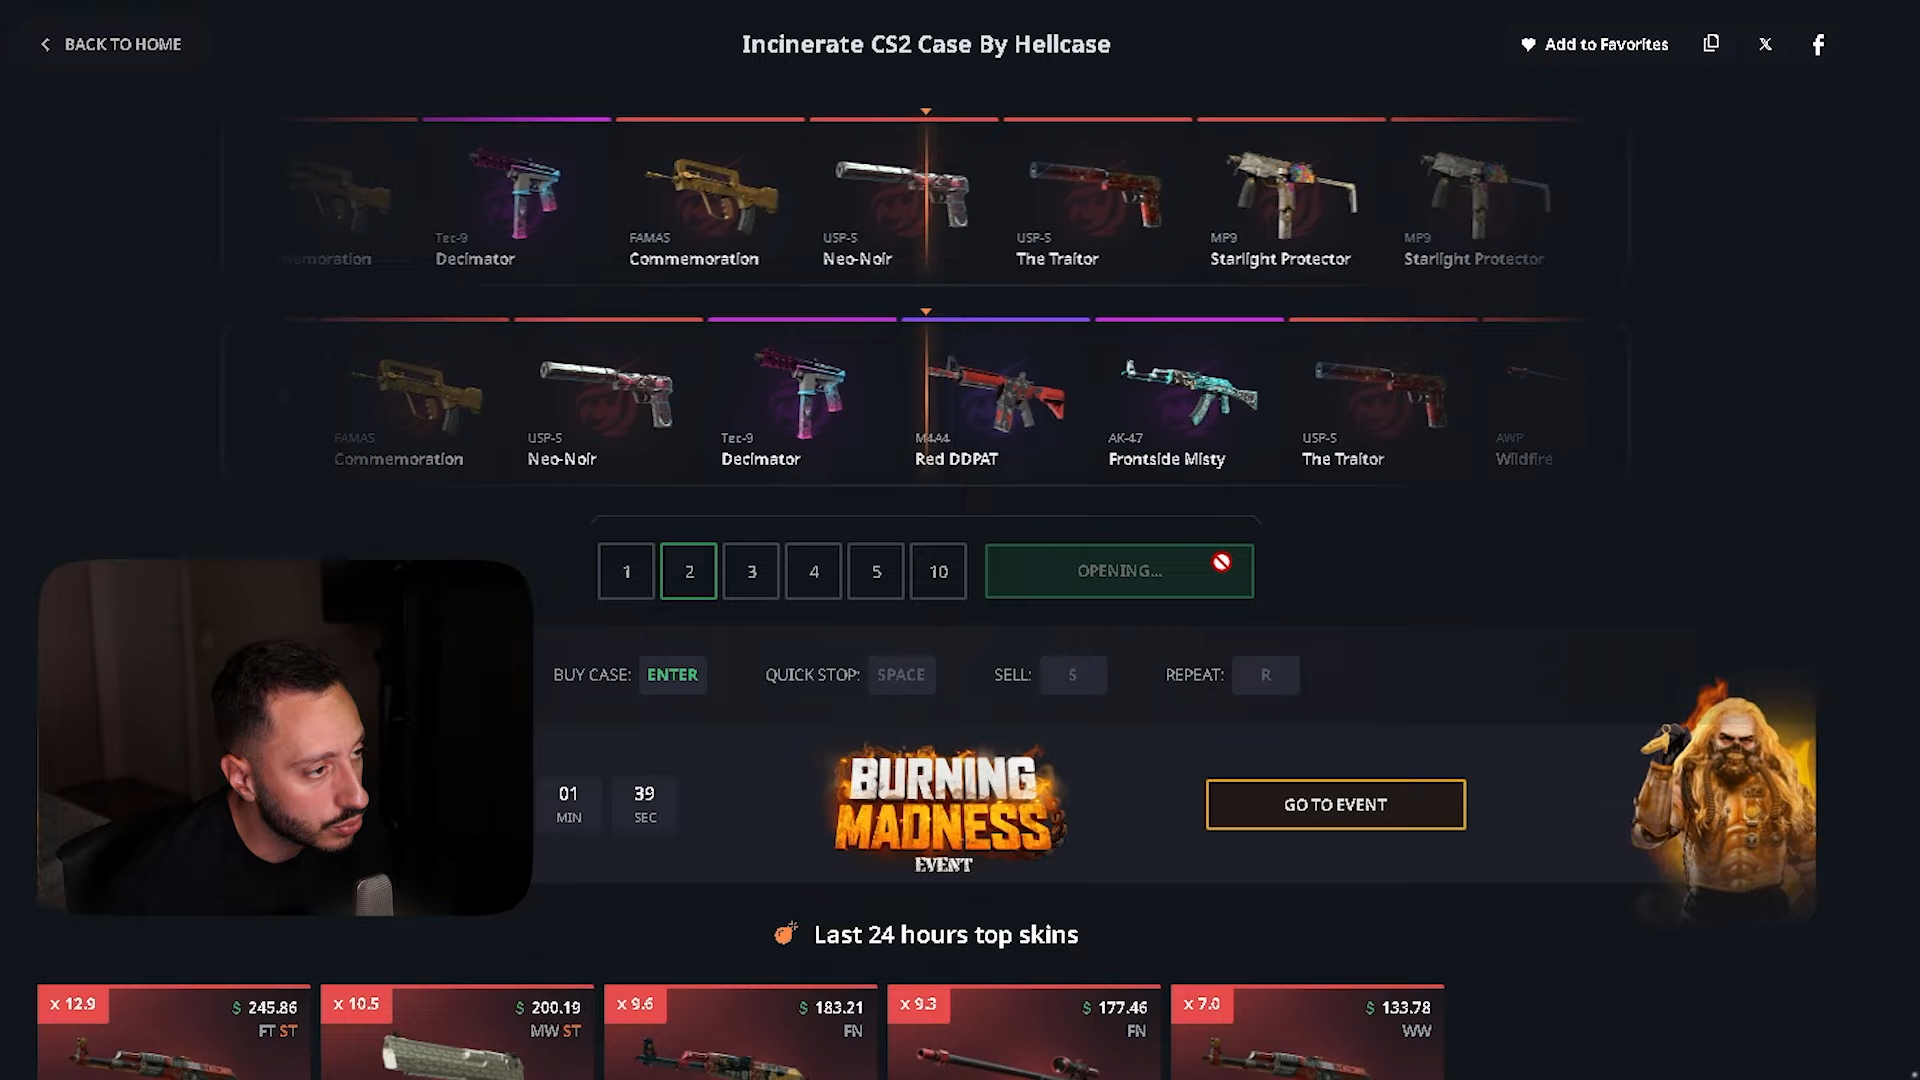 BACK TO HOME
Incinerate CS2 Case By Hellcase
Add to Favorites
Tec-9
Decimator
FAMAS
Commemoration
USP-S
Neo-Noir
USP-S
The Traitor
MP9
Starlight Protector
MP9
Starlight Protector
FAMAS
Commemoration
USP-S
Neo-Noir
Tec-9
Decimator
M4A4
Red DDPAT
AK-47
Frontside Misty
USP-S
The Traitor
AWP
Wildfire
1
2
3
4
5
10
OPENING...
BUY CASE: ENTER
QUICK STOP: SPACE
SELL: S
REPEAT: R
01
MIN
39
SEC
BURNING
MADNESS
EVENT
GO TO EVENT
Last 24 hours top skins
x 12.9
$ 245.86
FT ST
x 10.5
$ 200.19
MW ST
x 9.6
$ 183.21
FN
x 9.3
$ 177.46
FN
x 7.0
$ 133.78
WW